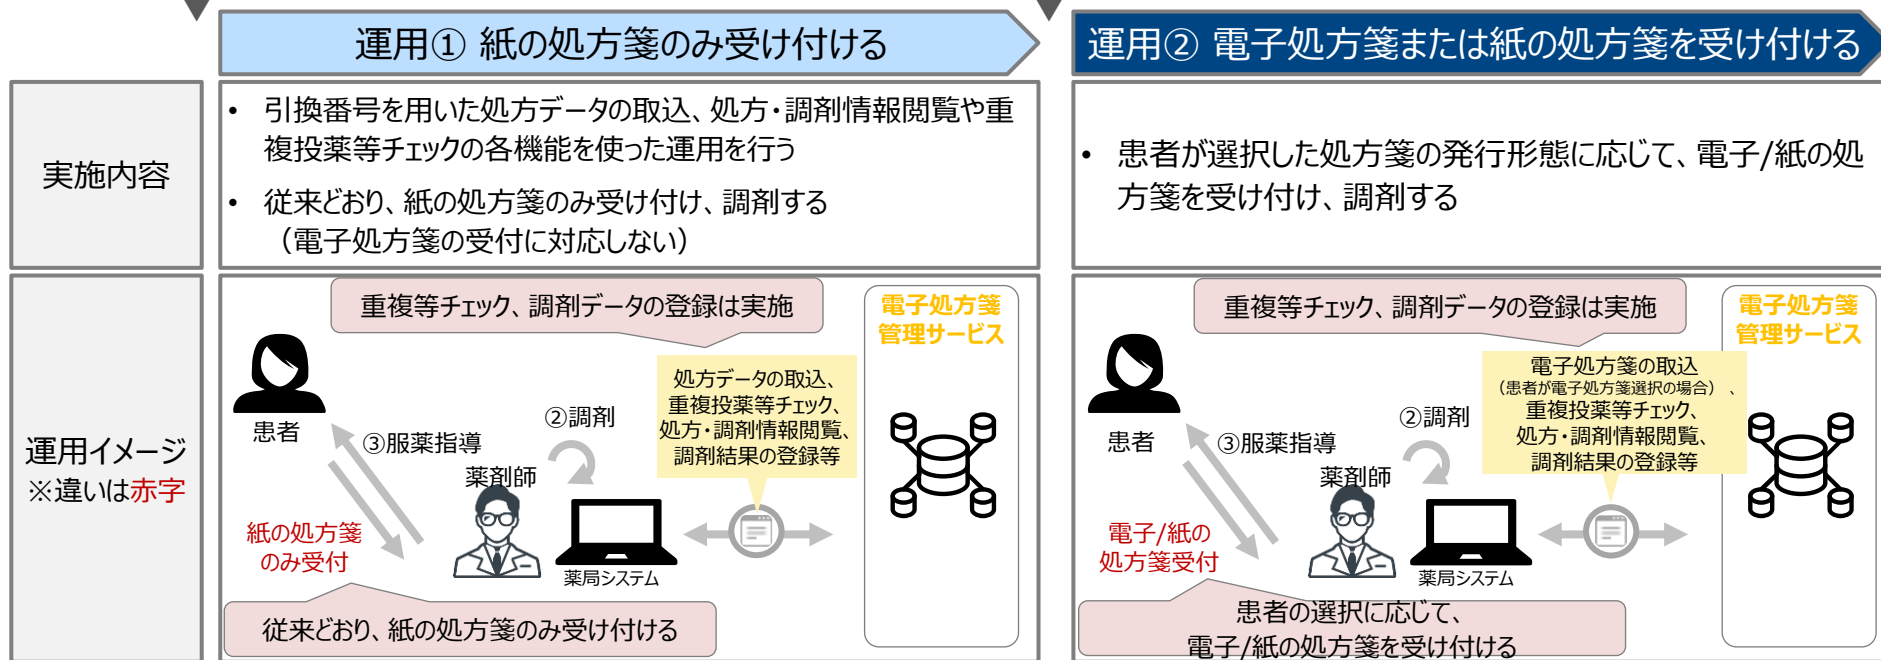 運用① 紙の処方箋のみ受け付ける
運用② 電子処方箋または紙の処方箋を受け付ける
実施内容
• 引換番号を用いた処方データの取込、処方・調剤情報閲覧や重
複投薬等チェックの各機能を使った運用を行う
• 従来どおり、紙の処方箋のみ受け付け、調剤する
（電子処方箋の受付に対応しない）
• 患者が選択した処方箋の発行形態に応じて、電子/紙の処
方箋を受け付け、調剤する
運用イメージ
※違いは赤字
重複等チェック、調剤データの登録は実施
電子処方箋
管理サービス
処方データの取込、
重複投薬等チェック、
処方・調剤情報閲覧、
調剤結果の登録等
患者
②調剤
③服薬指導
薬剤師
紙の処方箋
のみ受付
薬局システム
従来どおり、紙の処方箋のみ受け付ける
重複等チェック、調剤データの登録は実施
電子処方箋
管理サービス
電子処方箋の取込
（患者が電子処方箋選択の場合）、
重複投薬等チェック、
処方・調剤情報閲覧、
調剤結果の登録等
患者
②調剤
③服薬指導
薬剤師
電子/紙の
処方箋受付
薬局システム
患者の選択に応じて、
電子/紙の処方箋を受け付ける